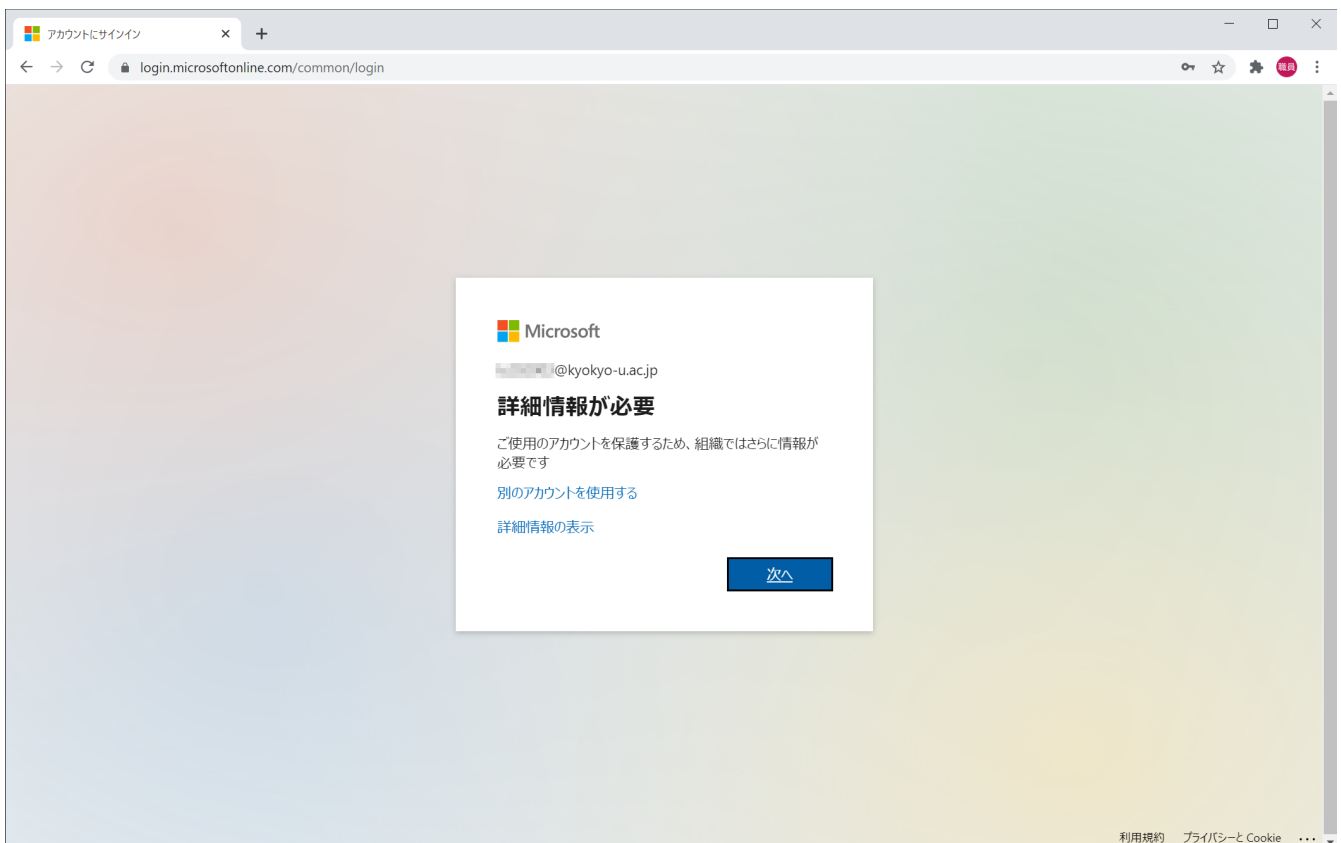 アカウントにサインイン
login.microsoftonline.com/common/login
職員
Microsoft
@kyokyo-u.ac.jp
詳細情報が必要
ご使用のアカウントを保護するため、組織ではさらに情報が
必要です
別のアカウントを使用する
詳細情報の表示
次へ
利用規約 プライバシーと Cookie ...